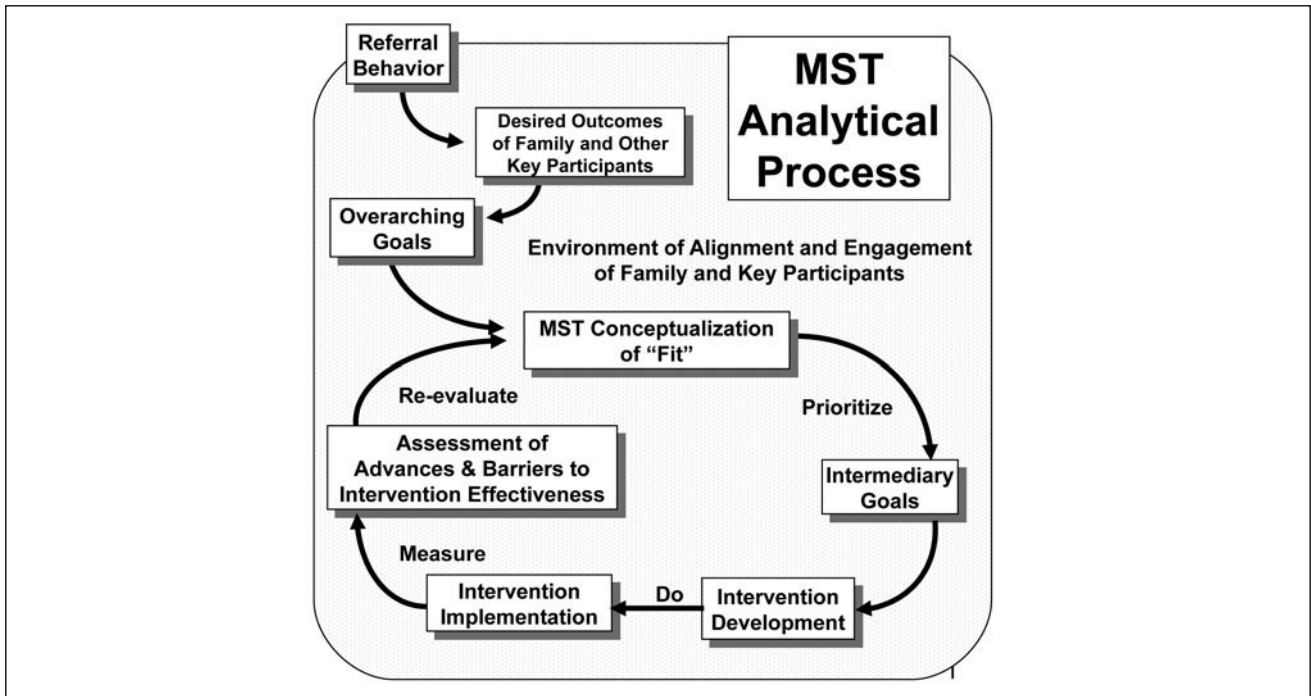 Referral
Behavior
MST
Analytical
Process
Desired Outcomes
of Family and Other
Key Participants
Overarching
Goals
Environment of Alignment and Engagement
of Family and Key Participants
MST Conceptualization
of “Fit”
Re-evaluate
Prioritize
Assessment of
Advances & Barriers to
Intervention Effectiveness
Intermediary
Goals
Measure
Do
Intervention
Implementation
Intervention
Development